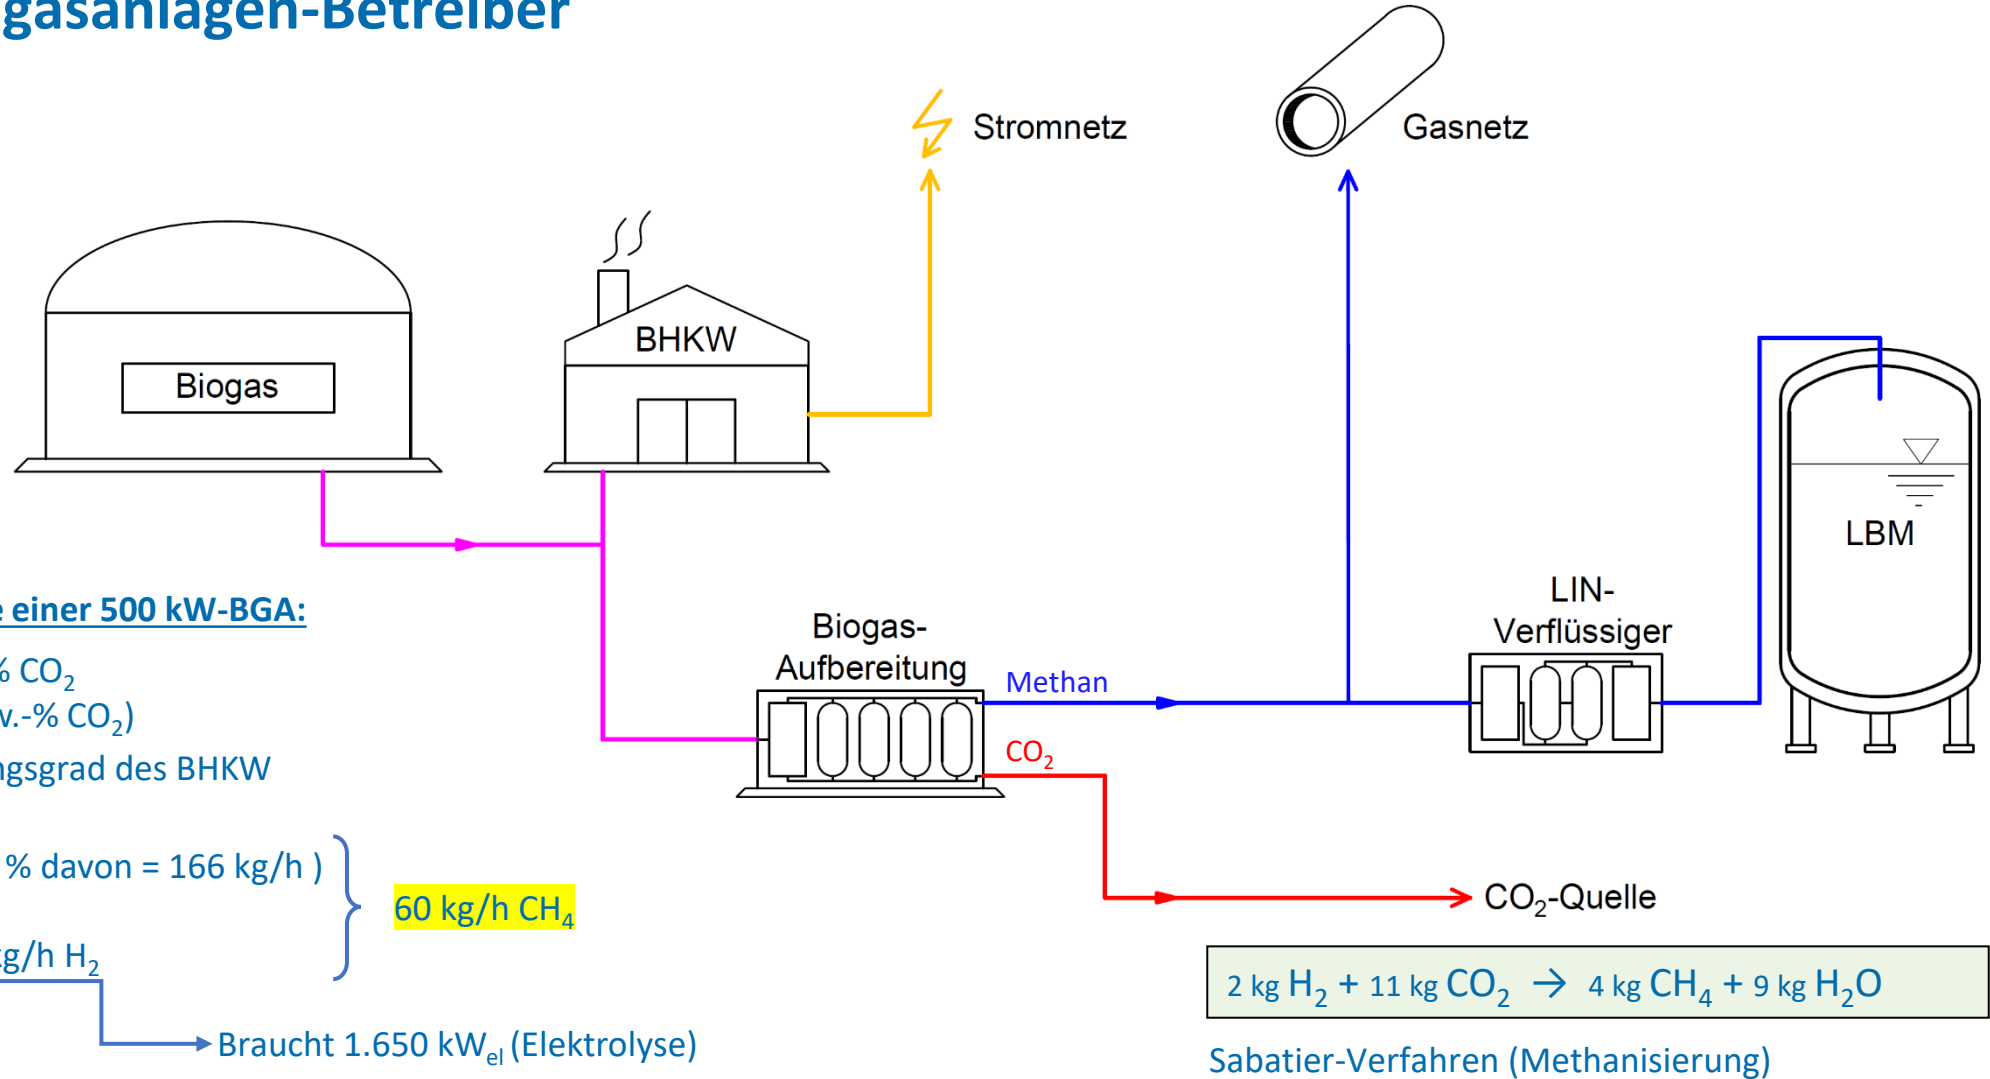 gasanlagen-Betreiber
Stromnetz
Gasnetz
BHKW
Biogas
LBM
LIN-
Verflüssiger
Biogas-
Aufbereitung
Methan
CO₂
CO₂-Quelle
einer 500 kW-BGA:
% CO₂
v.-% CO₂)
ngsgrad des BHKW
% davon = 166 kg/h )
60 kg/h CH₄
kg/h H₂
Braucht 1.650 kWₑₗ (Elektrolyse)
2 kg H₂ + 11 kg CO₂ → 4 kg CH₄ + 9 kg H₂O
Sabatier-Verfahren (Methanisierung)